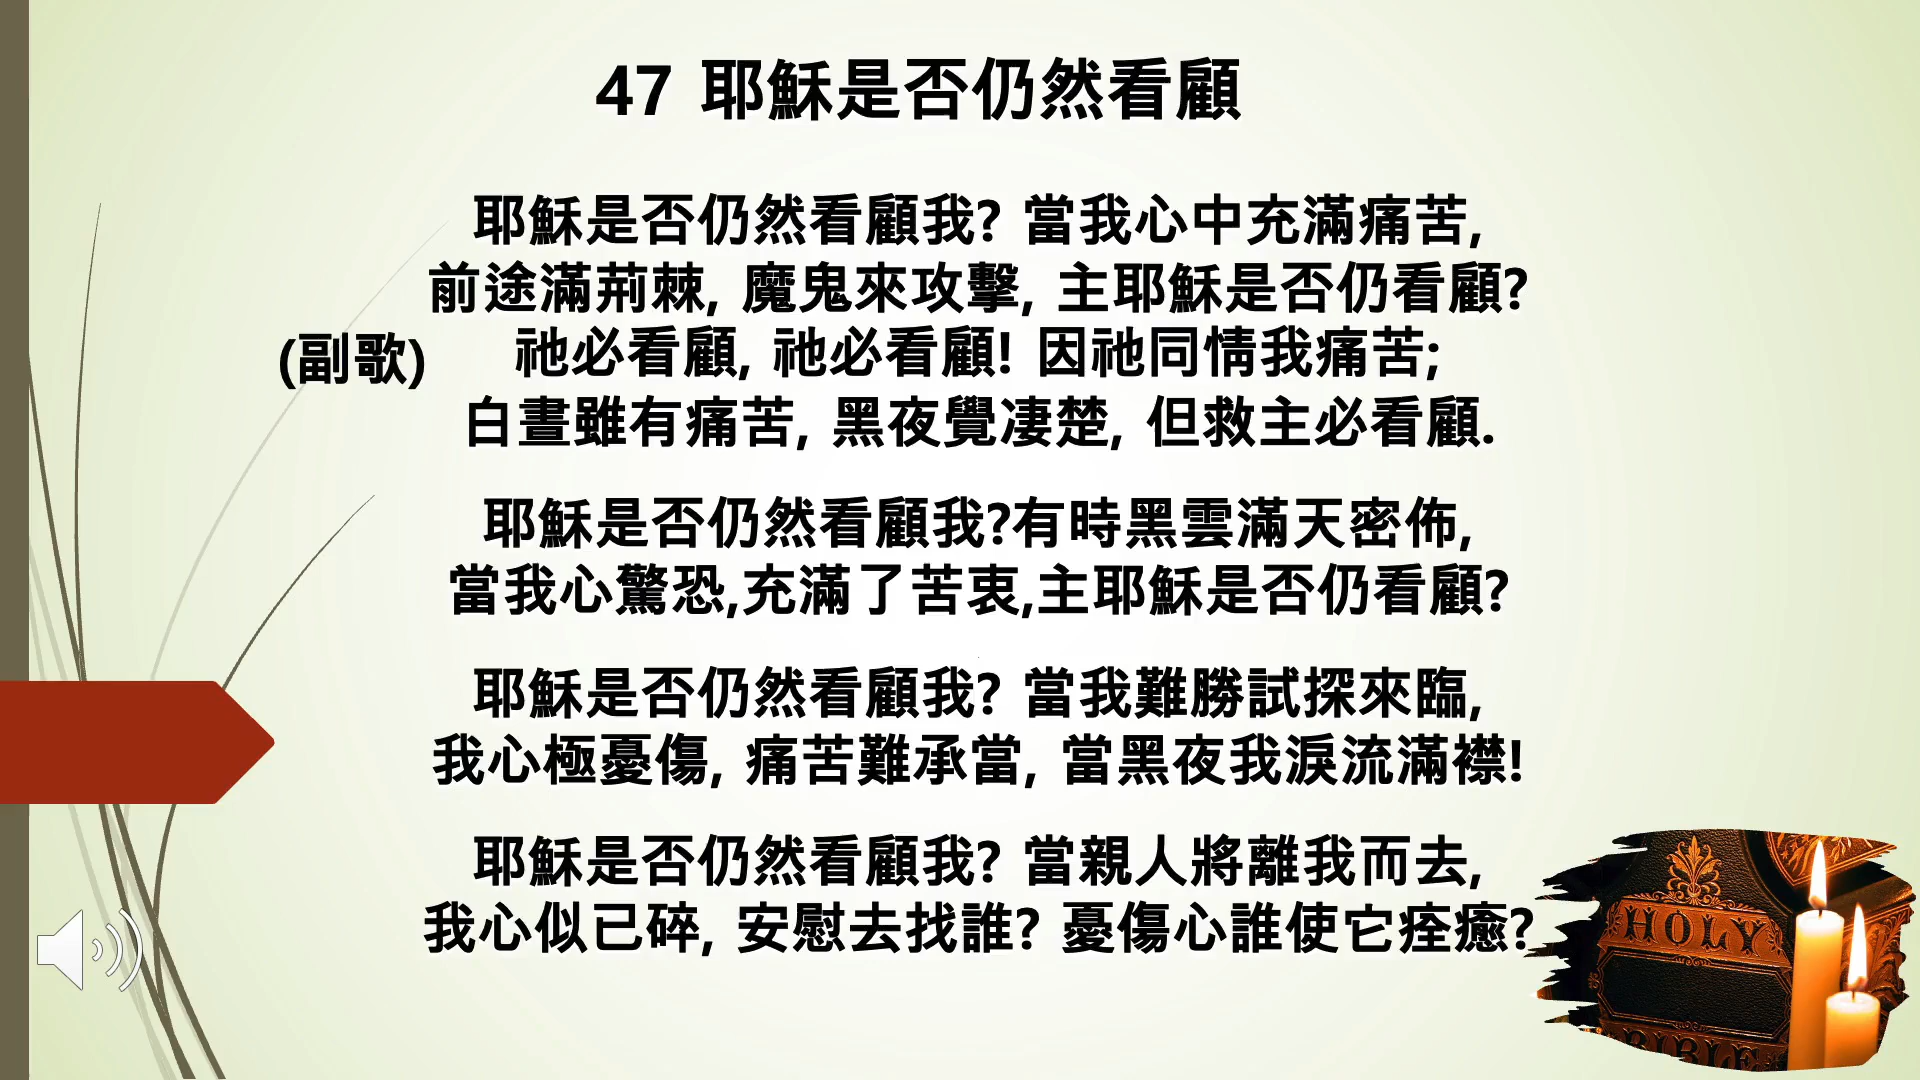 47 耶穌是否仍然看顧
耶穌是否仍然看顧我? 當我心中充滿痛苦,
前途滿荊棘, 魔鬼來攻擊, 主耶穌是否仍看顧?
(副歌) 祂必看顧, 祂必看顧! 因祂同情我痛苦;
白晝雖有痛苦, 黑夜覺凄楚, 但救主必看顧.
耶穌是否仍然看顧我?有時黑雲滿天密佈,
當我心驚恐,充滿了苦衷,主耶穌是否仍看顧?
耶穌是否仍然看顧我? 當我難勝試探來臨,
我心極憂傷, 痛苦難承當, 當黑夜我淚流滿襟!
耶穌是否仍然看顧我? 當親人將離我而去,
我心似已碎, 安慰去找誰? 憂傷心誰使它痊癒?
HOLY
BIBLE